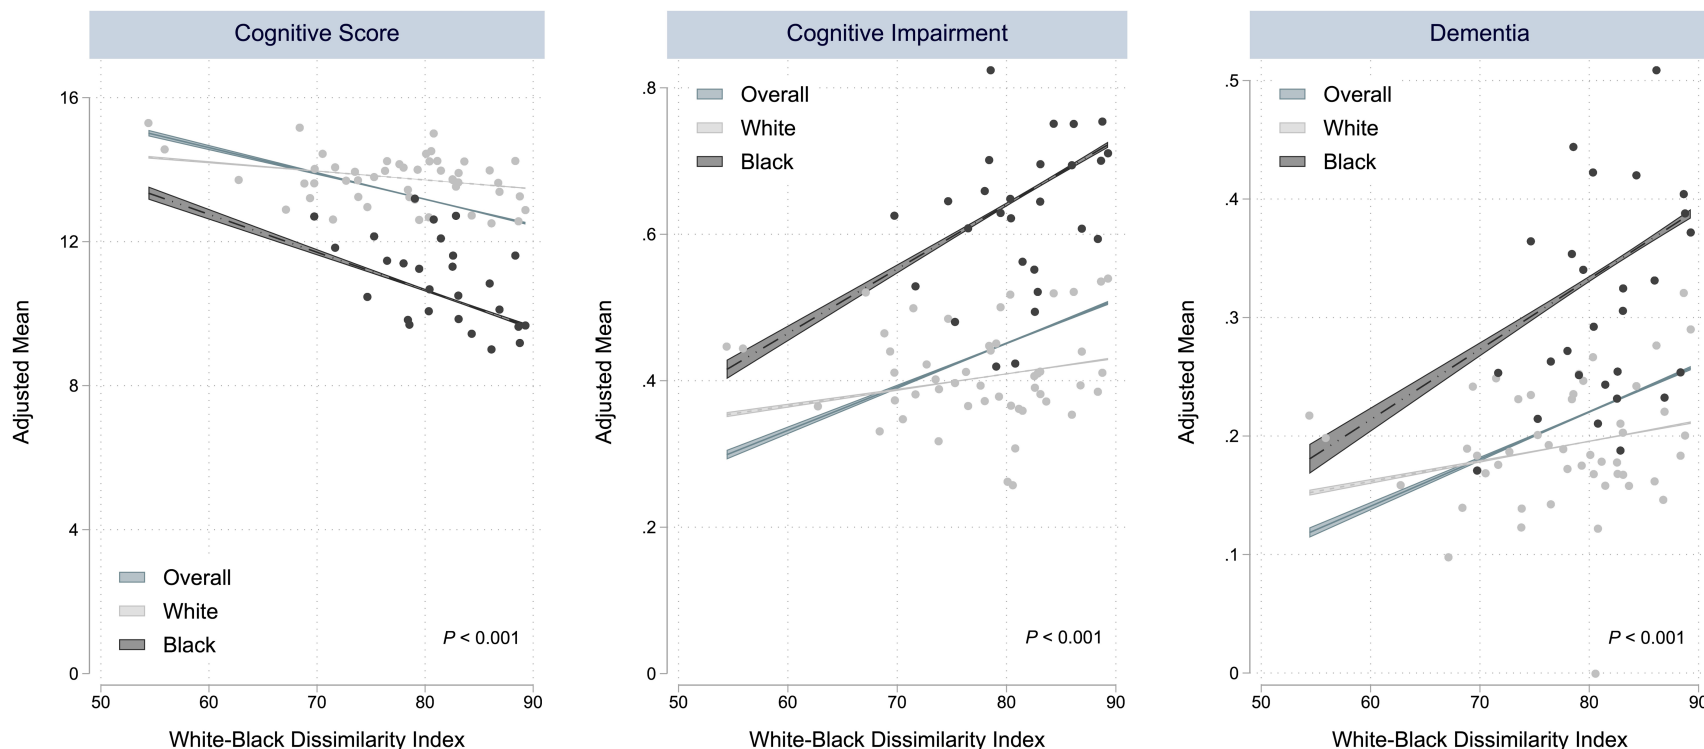 Cognitive Score
16
12
8
4
0
Adjusted Mean
Overall
White
Black
P < 0.001
50 60 70 80 90
White-Black Dissimilarity Index
Cognitive Impairment
.8
.6
.4
.2
0
Adjusted Mean
Overall
White
Black
P < 0.001
50 60 70 80 90
White-Black Dissimilarity Index
Dementia
.5
.4
.3
.2
.1
0
Adjusted Mean
Overall
White
Black
P < 0.001
50 60 70 80 90
White-Black Dissimilarity Index